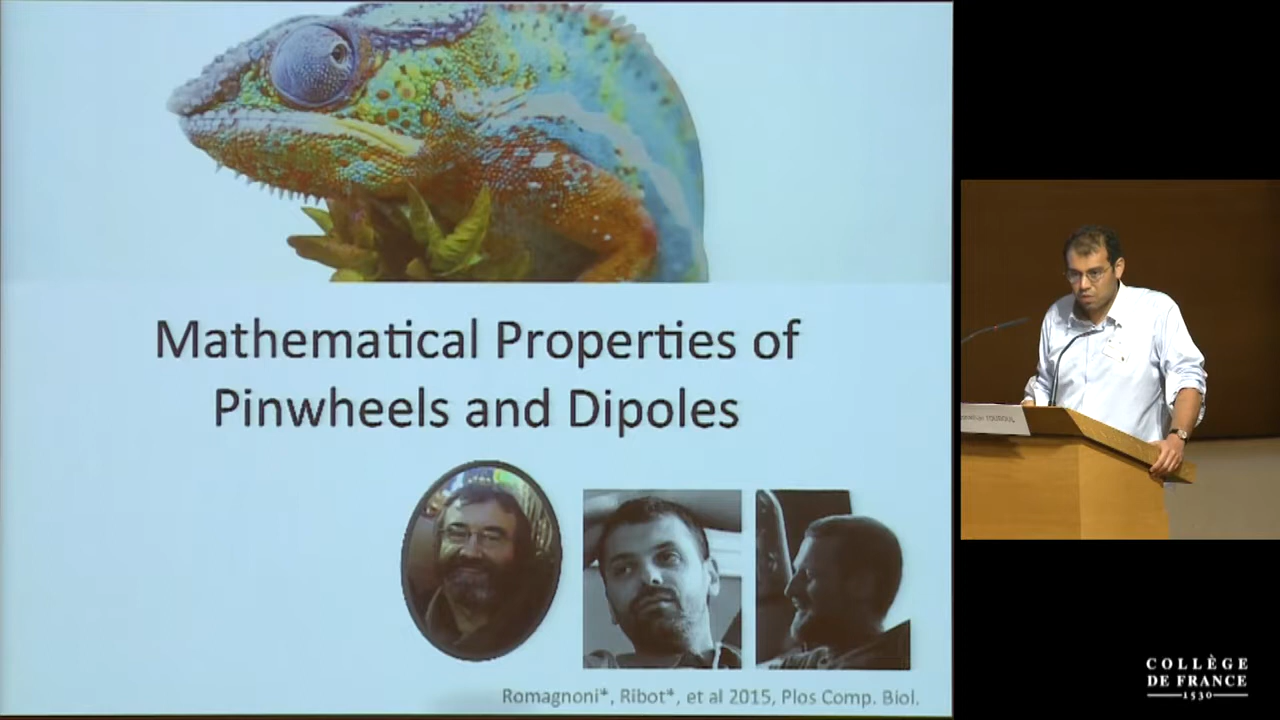 Mathematical Properties of
Pinwheels and Dipoles
Romagnoni*, Ribot*, et al 2015, Plos Comp. Biol.
COLLÈGE
DE FRANCE
1530